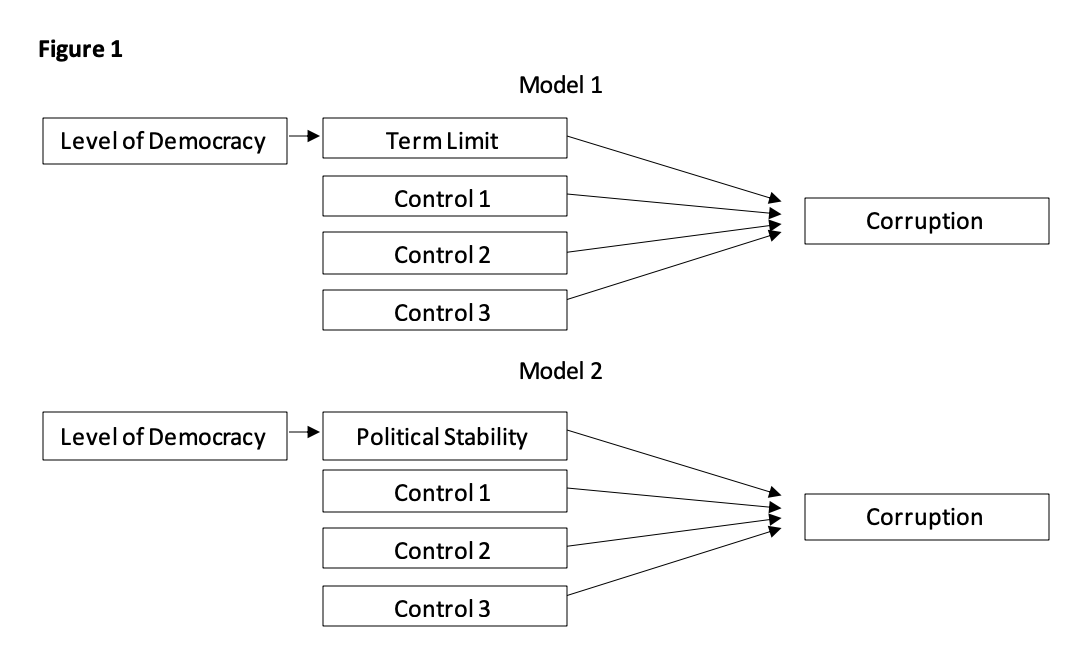 Figure 1
Model 1
Level of Democracy
Term Limit
Control 1
Control 2
Control 3
Corruption
Model 2
Level of Democracy
Political Stability
Control 1
Control 2
Control 3
Corruption